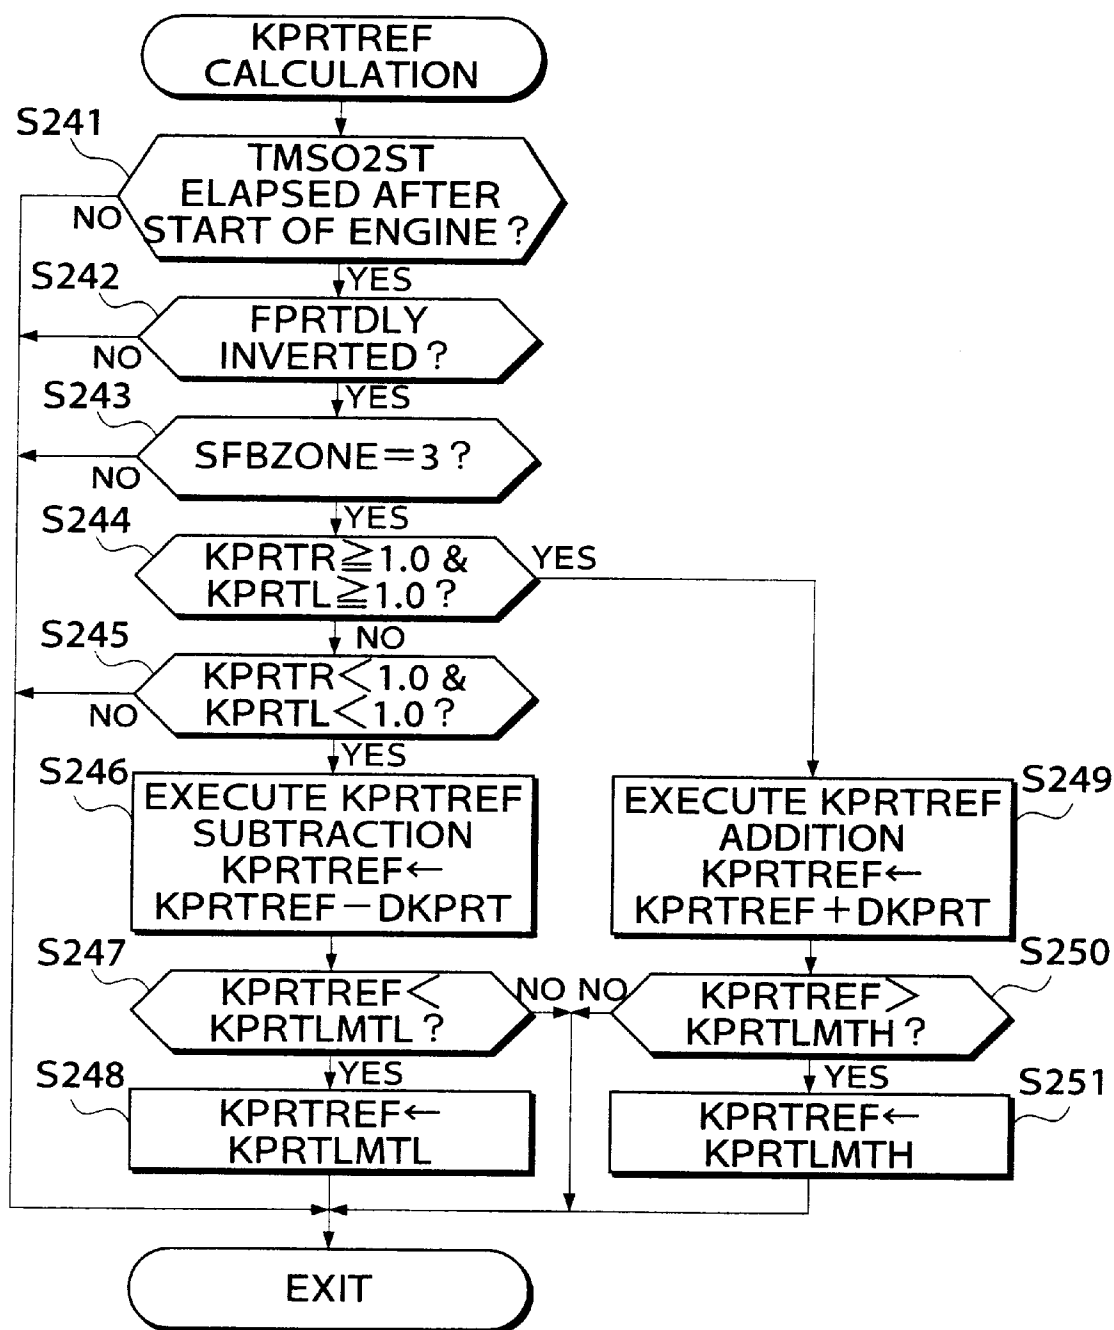 KPRTREF
CALCULATION
S241
TMSO2ST
ELAPSED AFTER
START OF ENGINE?
NO
YES
S242
FPRTDLY
INVERTED?
NO
YES
S243
SFBZONE=3?
NO
YES
S244
KPRTR≧1.0 &
KPRTL≧1.0?
YES
NO
S245
KPRTR<1.0 &
KPRTL<1.0?
NO
YES
S246
EXECUTE KPRTREF
SUBTRACTION
KPRTREF←
KPRTREF−DKPRT
S249
EXECUTE KPRTREF
ADDITION
KPRTREF←
KPRTREF+DKPRT
S247
KPRTREF<
KPRTLMTL?
NO
YES
S250
NO
KPRTREF>
KPRTLMTH?
YES
S248
KPRTREF←
KPRTLMTL
S251
KPRTREF←
KPRTLMTH
EXIT